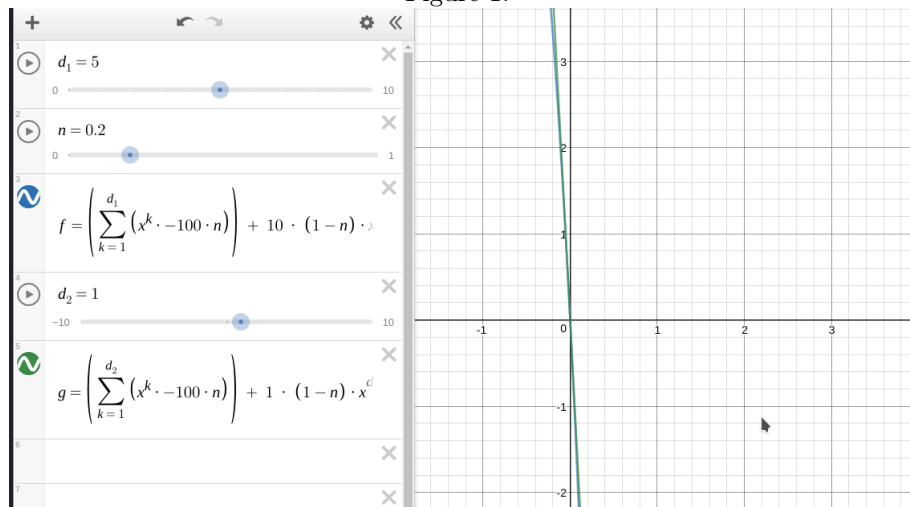 1
d₁ = 5
0 10
2
n = 0.2
0 1
3
d₁
f = ( ∑ (xᵏ · −100 · n) ) + 10 · (1 − n) ·
k = 1
4
d₂ = 1
−10 10
5
d₂
g = ( ∑ (xᵏ · −100 · n) ) + 1 · (1 − n) · x^d
k = 1
6
7
3
2
1
-1 0 1 2 3
-1
-2